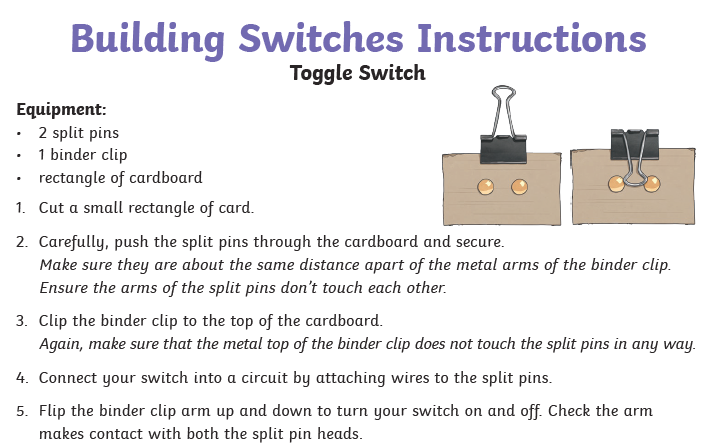 Building Switches Instructions
Toggle Switch
Equipment:
• 2 split pins
• 1 binder clip
• rectangle of cardboard
1. Cut a small rectangle of card.
2. Carefully, push the split pins through the cardboard and secure.
Make sure they are about the same distance apart of the metal arms of the binder clip.
Ensure the arms of the split pins don't touch each other.
3. Clip the binder clip to the top of the cardboard.
Again, make sure that the metal top of the binder clip does not touch the split pins in any way.
4. Connect your switch into a circuit by attaching wires to the split pins.
5. Flip the binder clip arm up and down to turn your switch on and off. Check the arm
makes contact with both the split pin heads.